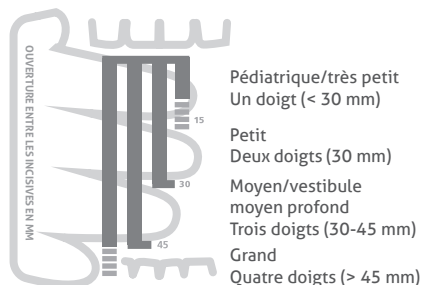 OUVERTURE ENTRE LES INCISIVES EN MM
15
30
45
Pédiatrique/très petit
Un doigt (< 30 mm)
Petit
Deux doigts (30 mm)
Moyen/vestibule
moyen profond
Trois doigts (30-45 mm)
Grand
Quatre doigts (> 45 mm)